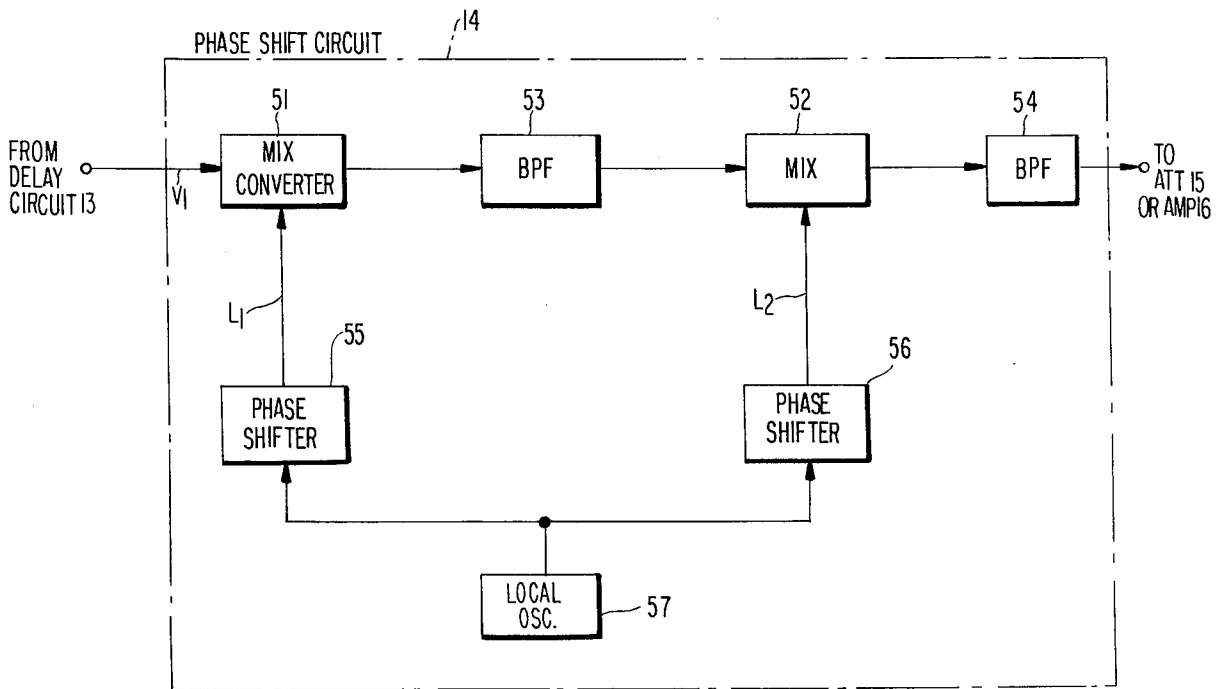 PHASE SHIFT CIRCUIT
14
51
53
52
54
FROM
DELAY
CIRCUIT 13
V1
MIX
CONVERTER
BPF
MIX
BPF
TO
ATT 15
OR AMP16
L1
L2
55
56
PHASE
SHIFTER
PHASE
SHIFTER
LOCAL
OSC.
57